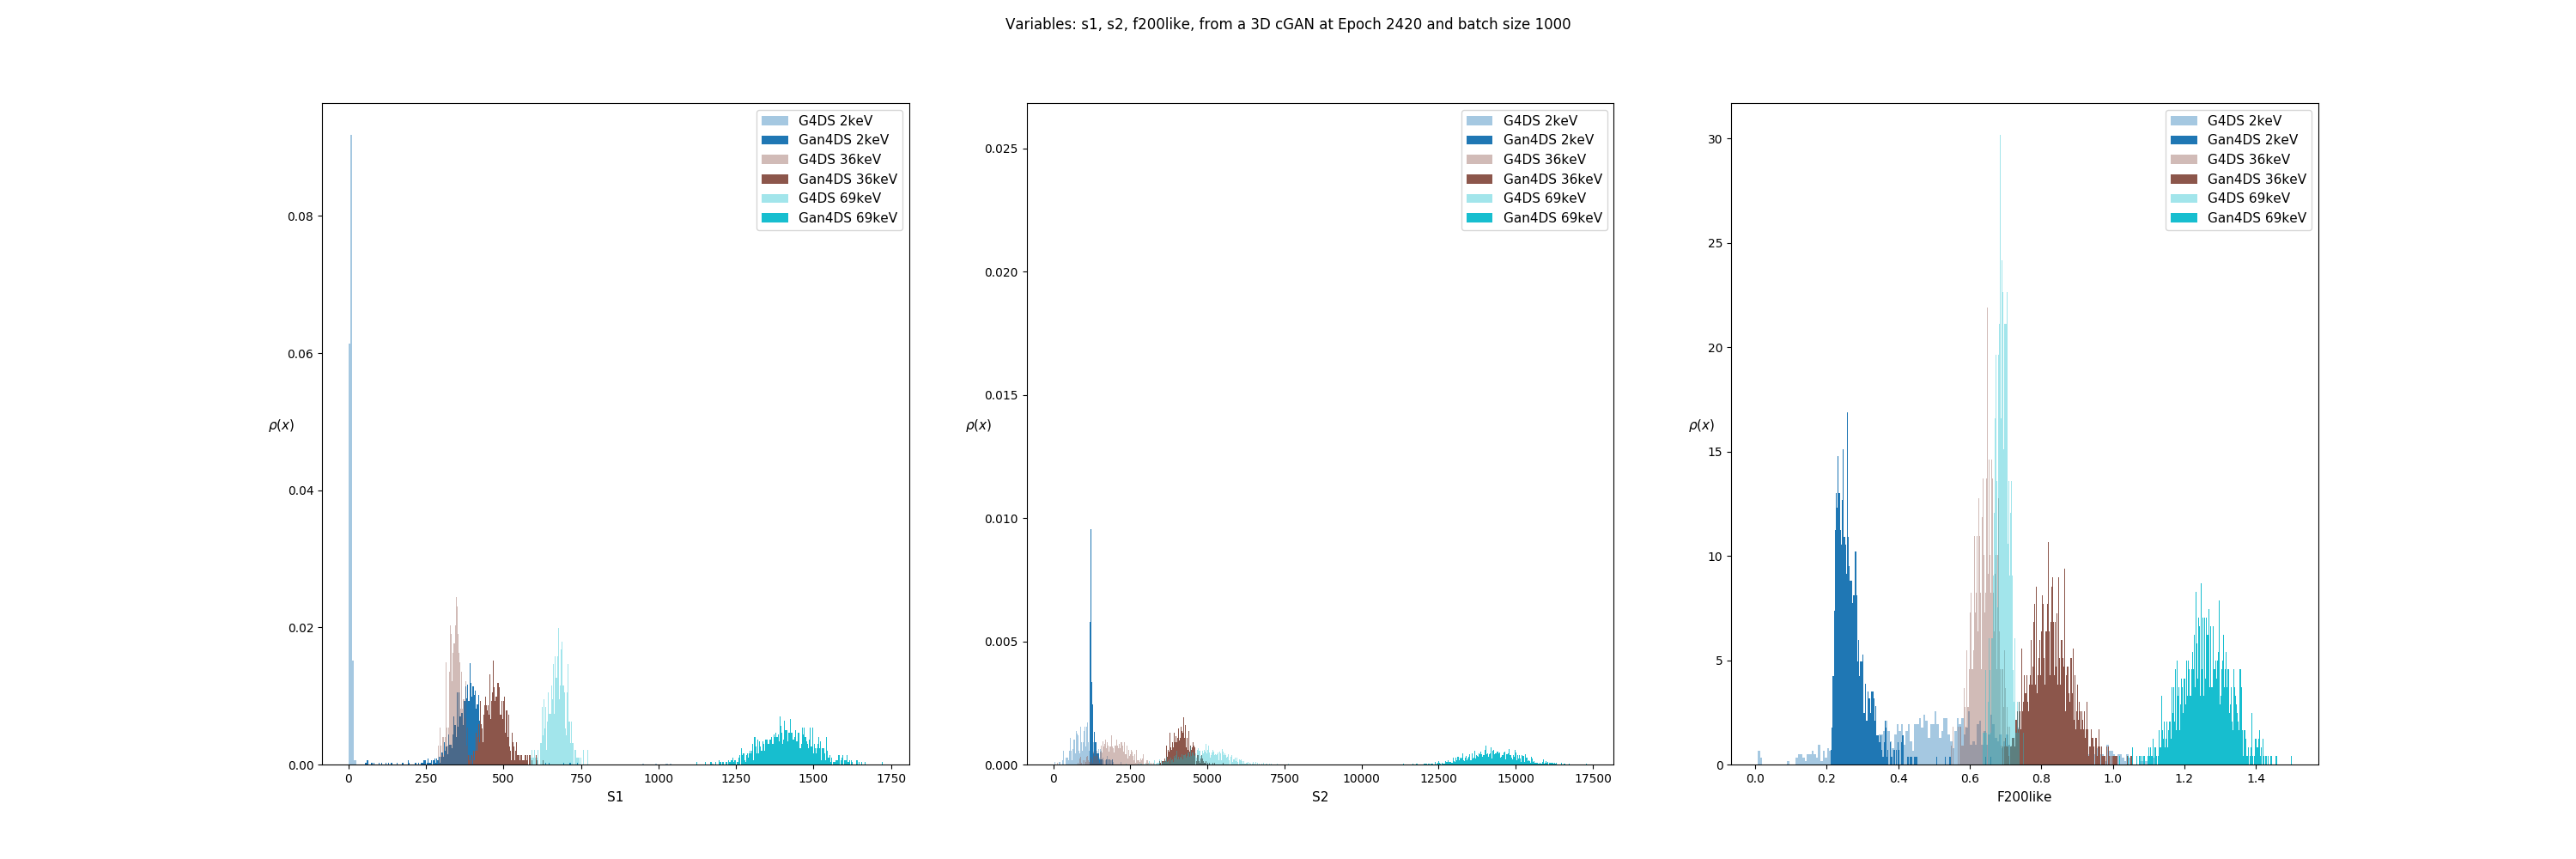 Variables: s1, s2, f200like, from a 3D cGAN at Epoch 2420 and batch size 1000
G4DS 2keV
Gan4DS 2keV
G4DS 36keV
Gan4DS 36keV
G4DS 69keV
Gan4DS 69keV
0.08
0.06
ρ(x)
0.04
0.02
0.00
0 250 500 750 1000 1250 1500 1750
S1
G4DS 2keV
Gan4DS 2keV
G4DS 36keV
Gan4DS 36keV
G4DS 69keV
Gan4DS 69keV
0.025
0.020
0.015
ρ(x)
0.010
0.005
0.000
0 2500 5000 7500 10000 12500 15000 17500
S2
G4DS 2keV
Gan4DS 2keV
G4DS 36keV
Gan4DS 36keV
G4DS 69keV
Gan4DS 69keV
30
25
20
ρ(x)
15
10
5
0
0.0 0.2 0.4 0.6 0.8 1.0 1.2 1.4
F200like